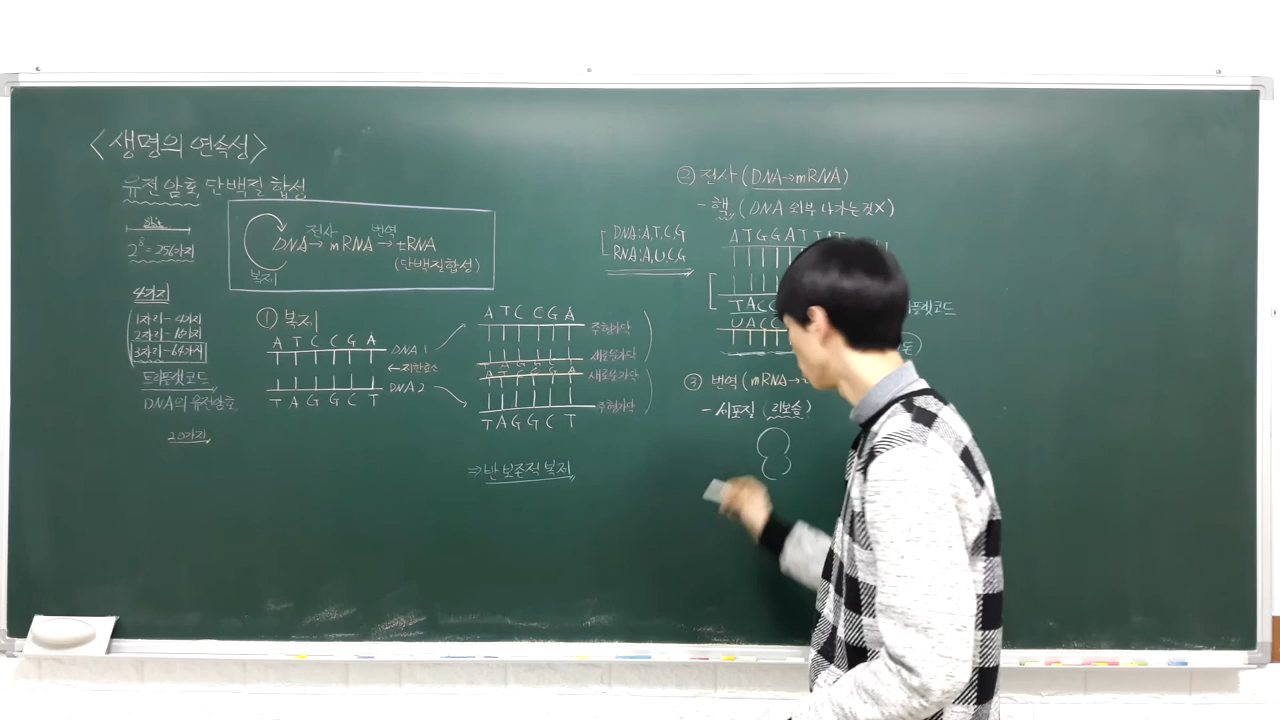 <생명의 연속성>
유전 암호, 단백질 합성
8bit
2⁸=256가지
4가지
1자리-4가지
2자리-16가지
3자리-64가지
트리플렛코드
DNA의 유전암호
20가지
DNA→mRNA→tRNA
전사
번역
복제
(단백질합성)
① 복제
A T C C G A
DNA 1
←제한효소
DNA 2
T A G G C T
A T C C G A
주형가닥
새로운가닥
T A G G C T
A T C C G A
새로운가닥
주형가닥
T A G G C T
⇒반보존적 복제
② 전사 (DNA→mRNA)
-핵 (DNA 외부 나가는것X)
DNA:A,T,C,G
RNA:A,U,C,G
A T G G A T T A T
T A C C
플렛코드
U A C C
돈)
③ 번역 (mRNA→
-세포질 (리보솜)